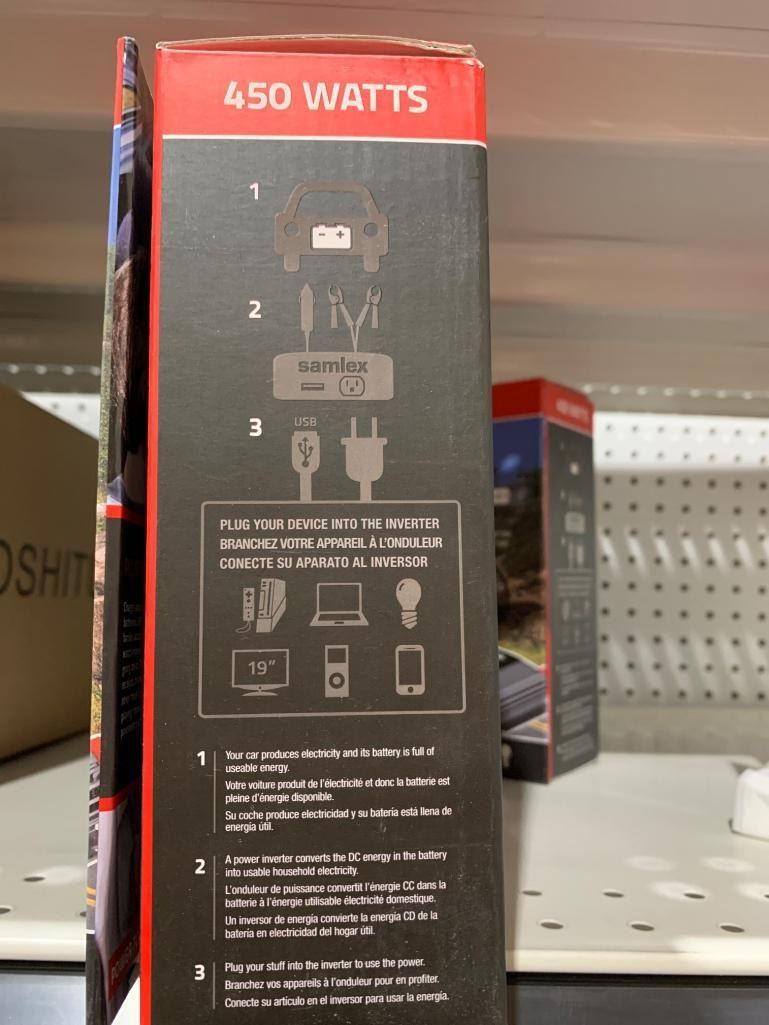 450 WATTS
1
2
samlex
3
USB
PLUG YOUR DEVICE INTO THE INVERTER
BRANCHEZ VOTRE APPAREIL À L'ONDULEUR
CONECTE SU APARATO AL INVERSOR
19"
1
Your car produces electricity and its battery is full of
useable energy.
Votre voiture produit de l'électricité et donc la batterie est
pleine d'énergie disponible.
Su coche produce electricidad y su batería está llena de
energía útil.
2
A power inverter converts the DC energy in the battery
into usable household electricity.
L'onduleur de puissance convertit l'énergie CC dans la
batterie à l'énergie utilisable électricité domestique.
Un inversor de energía convierte la energía CD de la
batería en electricidad del hogar útil.
3
Plug your stuff into the inverter to use the power.
Branchez vos appareils à l'onduleur pour en profiter.
Conecte su artículo en el inversor para usar la energía.
450 WATTS